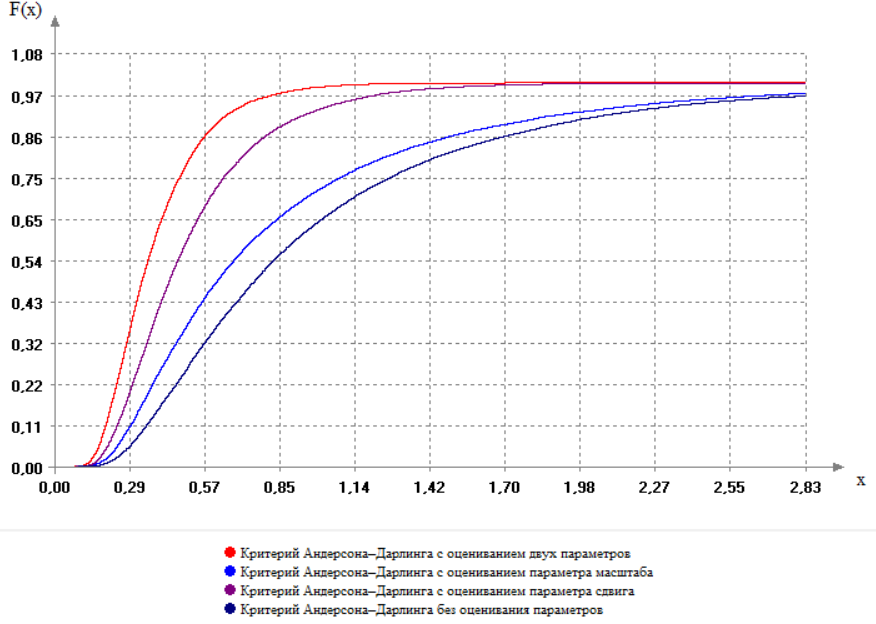 F(x)
1.08
0,97
0,86
0,75
0,65
0,54
0,43
0,32
0,22
0,11
0,00
0,00 0,29 0,57 0,85 1,14 1,42 1,70 1,98 2,27 2,55 2,83
x
Критерий Андерсона–Дарлинга с оцениванием двух параметров
Критерий Андерсона–Дарлинга с оцениванием параметра масштаба
Критерий Андерсона–Дарлинга с оцениванием параметра сдвига
Критерий Андерсона–Дарлинга без оценивания параметров